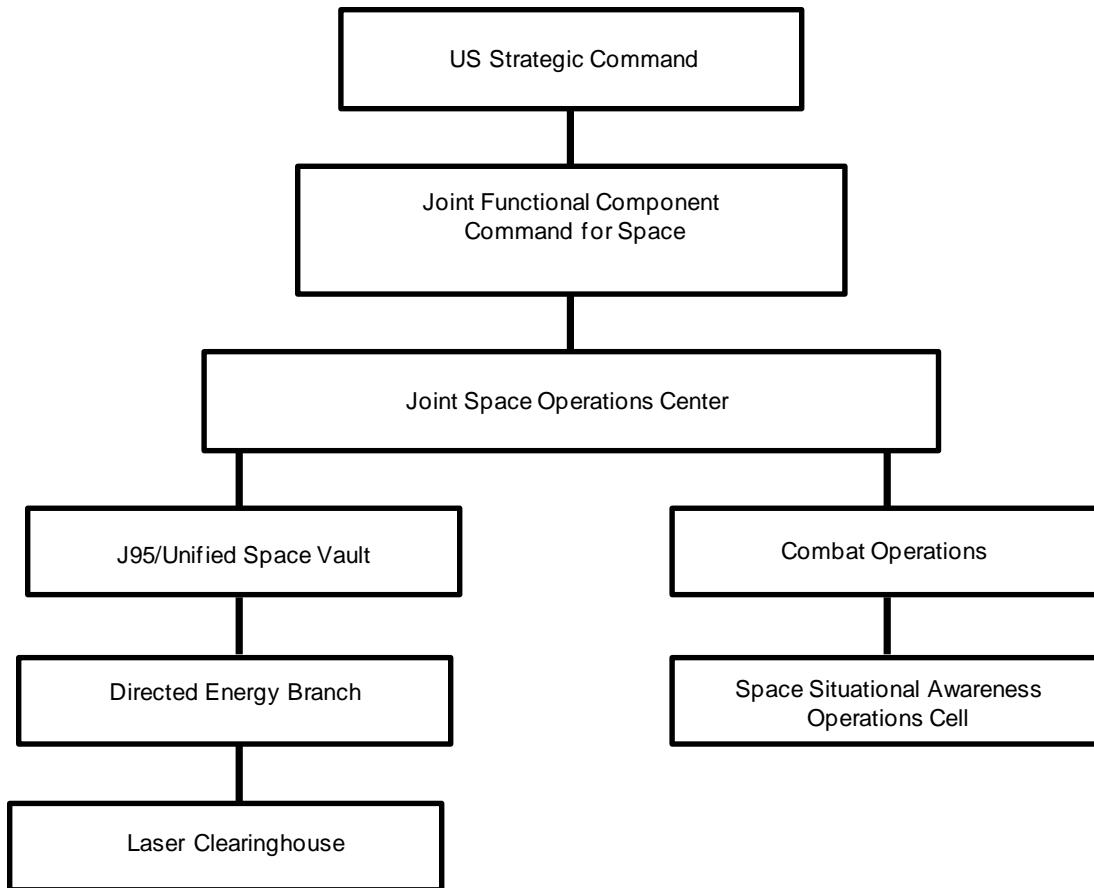 US Strategic Command
Joint Functional Component
Command for Space
Joint Space Operations Center
J95/Unified Space Vault
Combat Operations
Directed Energy Branch
Space Situational Awareness
Operations Cell
Laser Clearinghouse